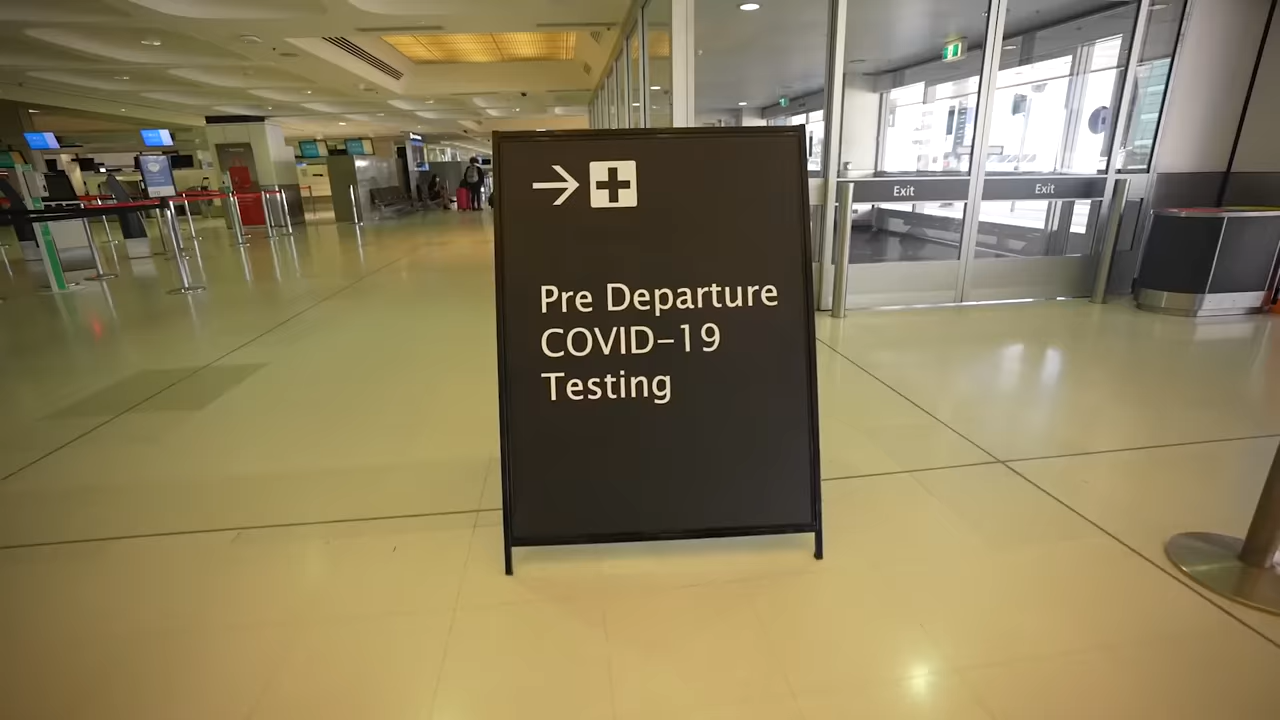 Pre Departure
COVID-19
Testing
Exit
Exit